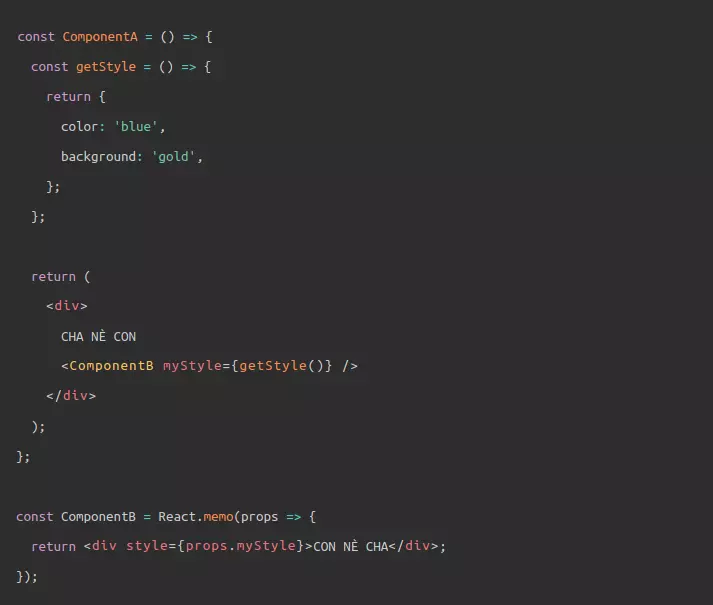 const ComponentA = () => {
  const getStyle = () => {
    return {
      color: 'blue',
      background: 'gold',
    };
  };
  return (
    <div>
      CHA NÈ CON
      <ComponentB myStyle={getStyle()} />
    </div>
  );
};
const ComponentB = React.memo(props => {
  return <div style={props.myStyle}>CON NÈ CHA</div>;
});